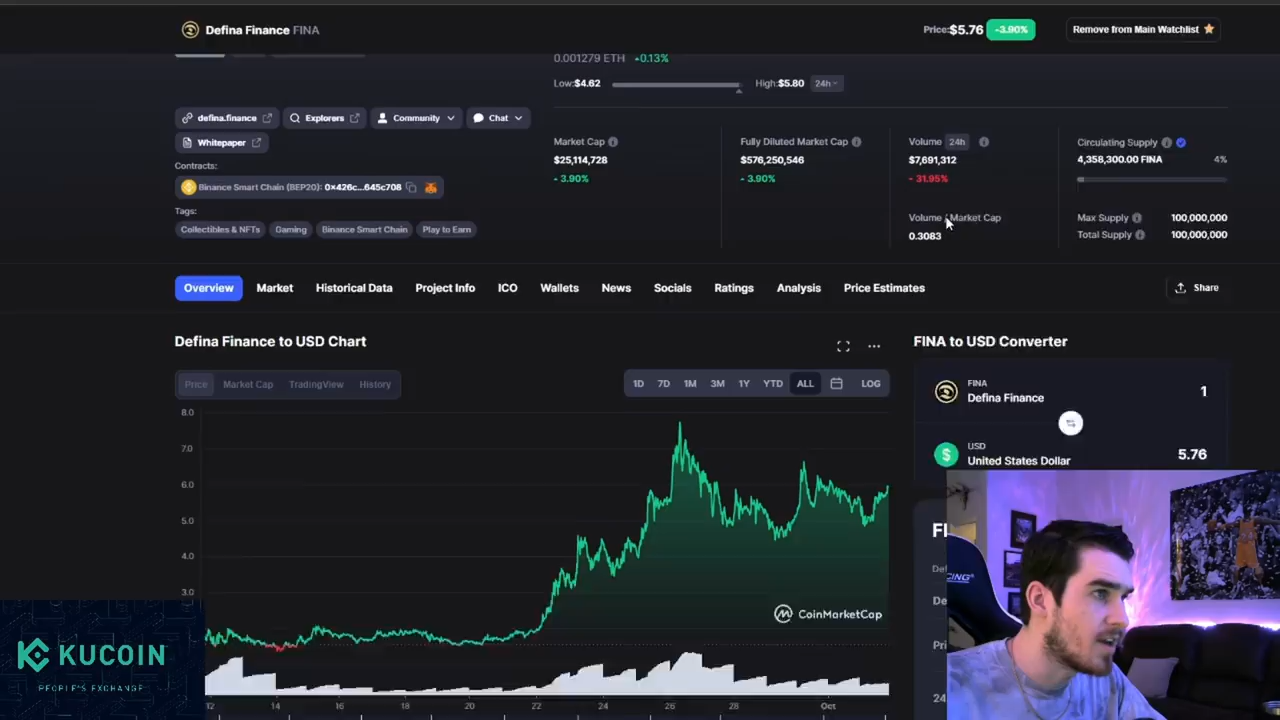 Defina Finance FINA
Price:$5.76 -3.90% Remove from Main Watchlist
0.001279 ETH +0.13%
Low:$4.62 High:$5.80 24h
defina.finance Explorers Community Chat
Whitepaper
Contracts:
Binance Smart Chain (BEP20): 0x426c...645c708
Tags:
Collectibles & NFTs Gaming Binance Smart Chain Play to Earn
Market Cap
$25,114,728
- 3.90%
Fully Diluted Market Cap
$576,250,546
- 3.90%
Volume 24h
$7,691,312
- 31.95%
Volume / Market Cap
0.3083
Circulating Supply
4,358,300.00 FINA 4%
Max Supply 100,000,000
Total Supply 100,000,000
Overview Market Historical Data Project Info ICO Wallets News Socials Ratings Analysis Price Estimates Share
Defina Finance to USD Chart
Price Market Cap TradingView History
1D 7D 1M 3M 1Y YTD ALL LOG
8.0
7.0
6.0
5.0
4.0
3.0
CoinMarketCap
12 14 16 18 20 22 24 26 28 Oct
FINA to USD Converter
FINA
Defina Finance 1
USD
United States Dollar 5.76
KUCOIN
PEOPLE'S EXCHANGE